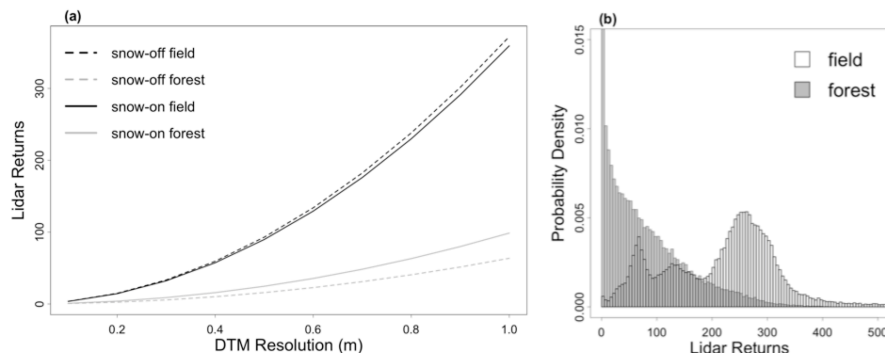 (a)
snow-off field
snow-off forest
snow-on field
snow-on forest
Lidar Returns
0
100
200
300
0.2
0.4
0.6
0.8
1.0
DTM Resolution (m)
(b)
field
forest
Probability Density
0.000
0.005
0.010
0.015
0
100
200
300
400
500
Lidar Returns